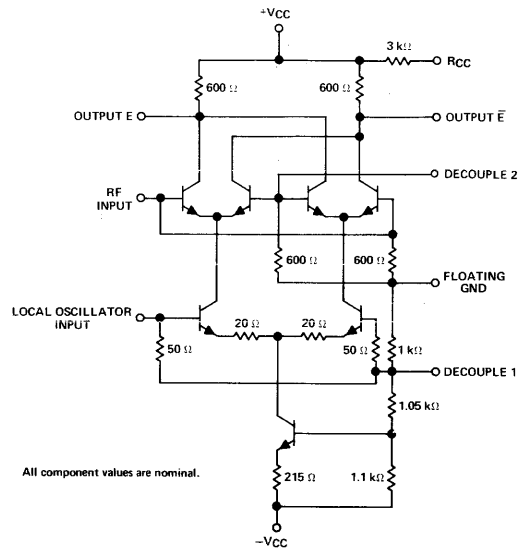 +VCC
3 kΩ
RCC
600 Ω
600 Ω
OUTPUT E
OUTPUT E̅
DECOUPLE 2
RF
INPUT
600 Ω
600 Ω
FLOATING
GND
LOCAL OSCILLATOR
INPUT
20 Ω
20 Ω
50 Ω
50 Ω
1 kΩ
DECOUPLE 1
1.05 kΩ
All component values are nominal.
215 Ω
1.1 kΩ
−VCC